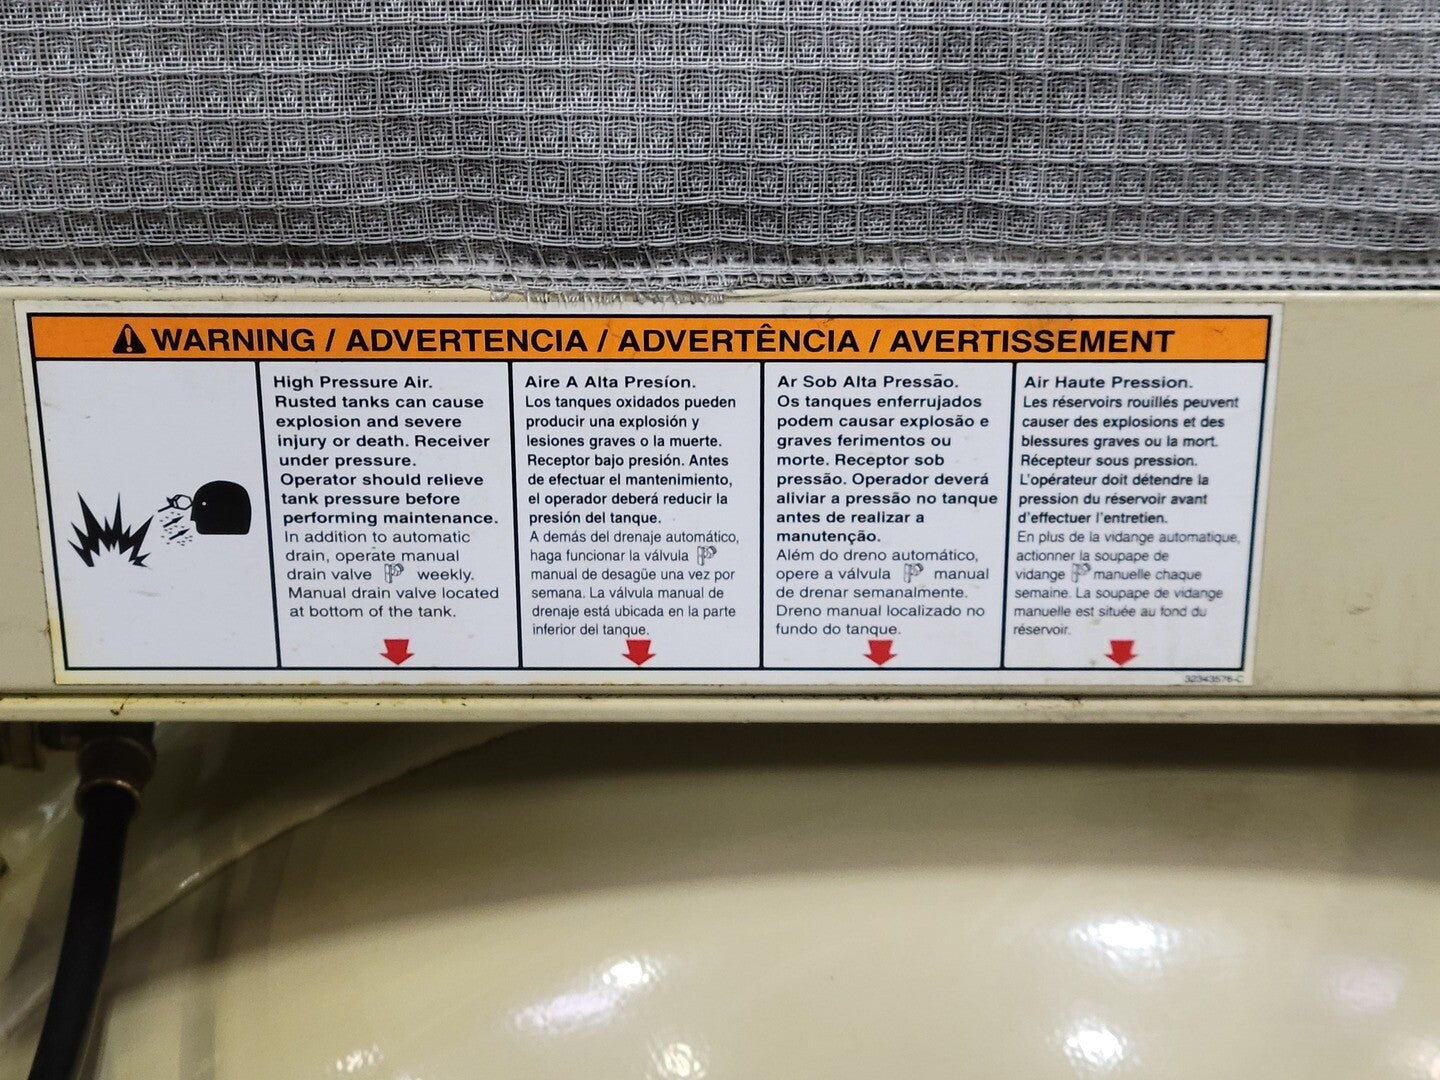 WARNING / ADVERTENCIA / ADVERTÊNCIA / AVERTISSEMENT
High Pressure Air.
Rusted tanks can cause
explosion and severe
injury or death. Receiver
under pressure.
Operator should relieve
tank pressure before
performing maintenance.
In addition to automatic
drain, operate manual
drain valve weekly.
Manual drain valve located
at bottom of the tank.
Aire A Alta Presíon.
Los tanques oxidados pueden
producir una explosión y
lesiones graves o la muerte.
Receptor bajo presión. Antes
de efectuar el mantenimiento,
el operador deberá reducir la
presión del tanque.
A demás del drenaje automático,
haga funcionar la válvula
manual de desagüe una vez por
semana. La válvula manual de
drenaje está ubicada en la parte
inferior del tanque.
Ar Sob Alta Pressão.
Os tanques enferrujados
podem causar explosão e
graves ferimentos ou
morte. Receptor sob
pressão. Operador deverá
aliviar a pressão no tanque
antes de realizar a
manutenção.
Além do dreno automático,
opere a válvula manual
de drenar semanalmente.
Dreno manual localizado no
fundo do tanque.
Air Haute Pression.
Les réservoirs rouillés peuvent
causer des explosions et des
blessures graves ou la mort.
Récepteur sous pression.
L'opérateur doit détendre la
pression du réservoir avant
d'effectuer l'entretien.
En plus de la vidange automatique,
actionner la soupape de
vidange manuelle chaque
semaine. La soupape de vidange
manuelle est située au fond du
réservoir.
32343576-C